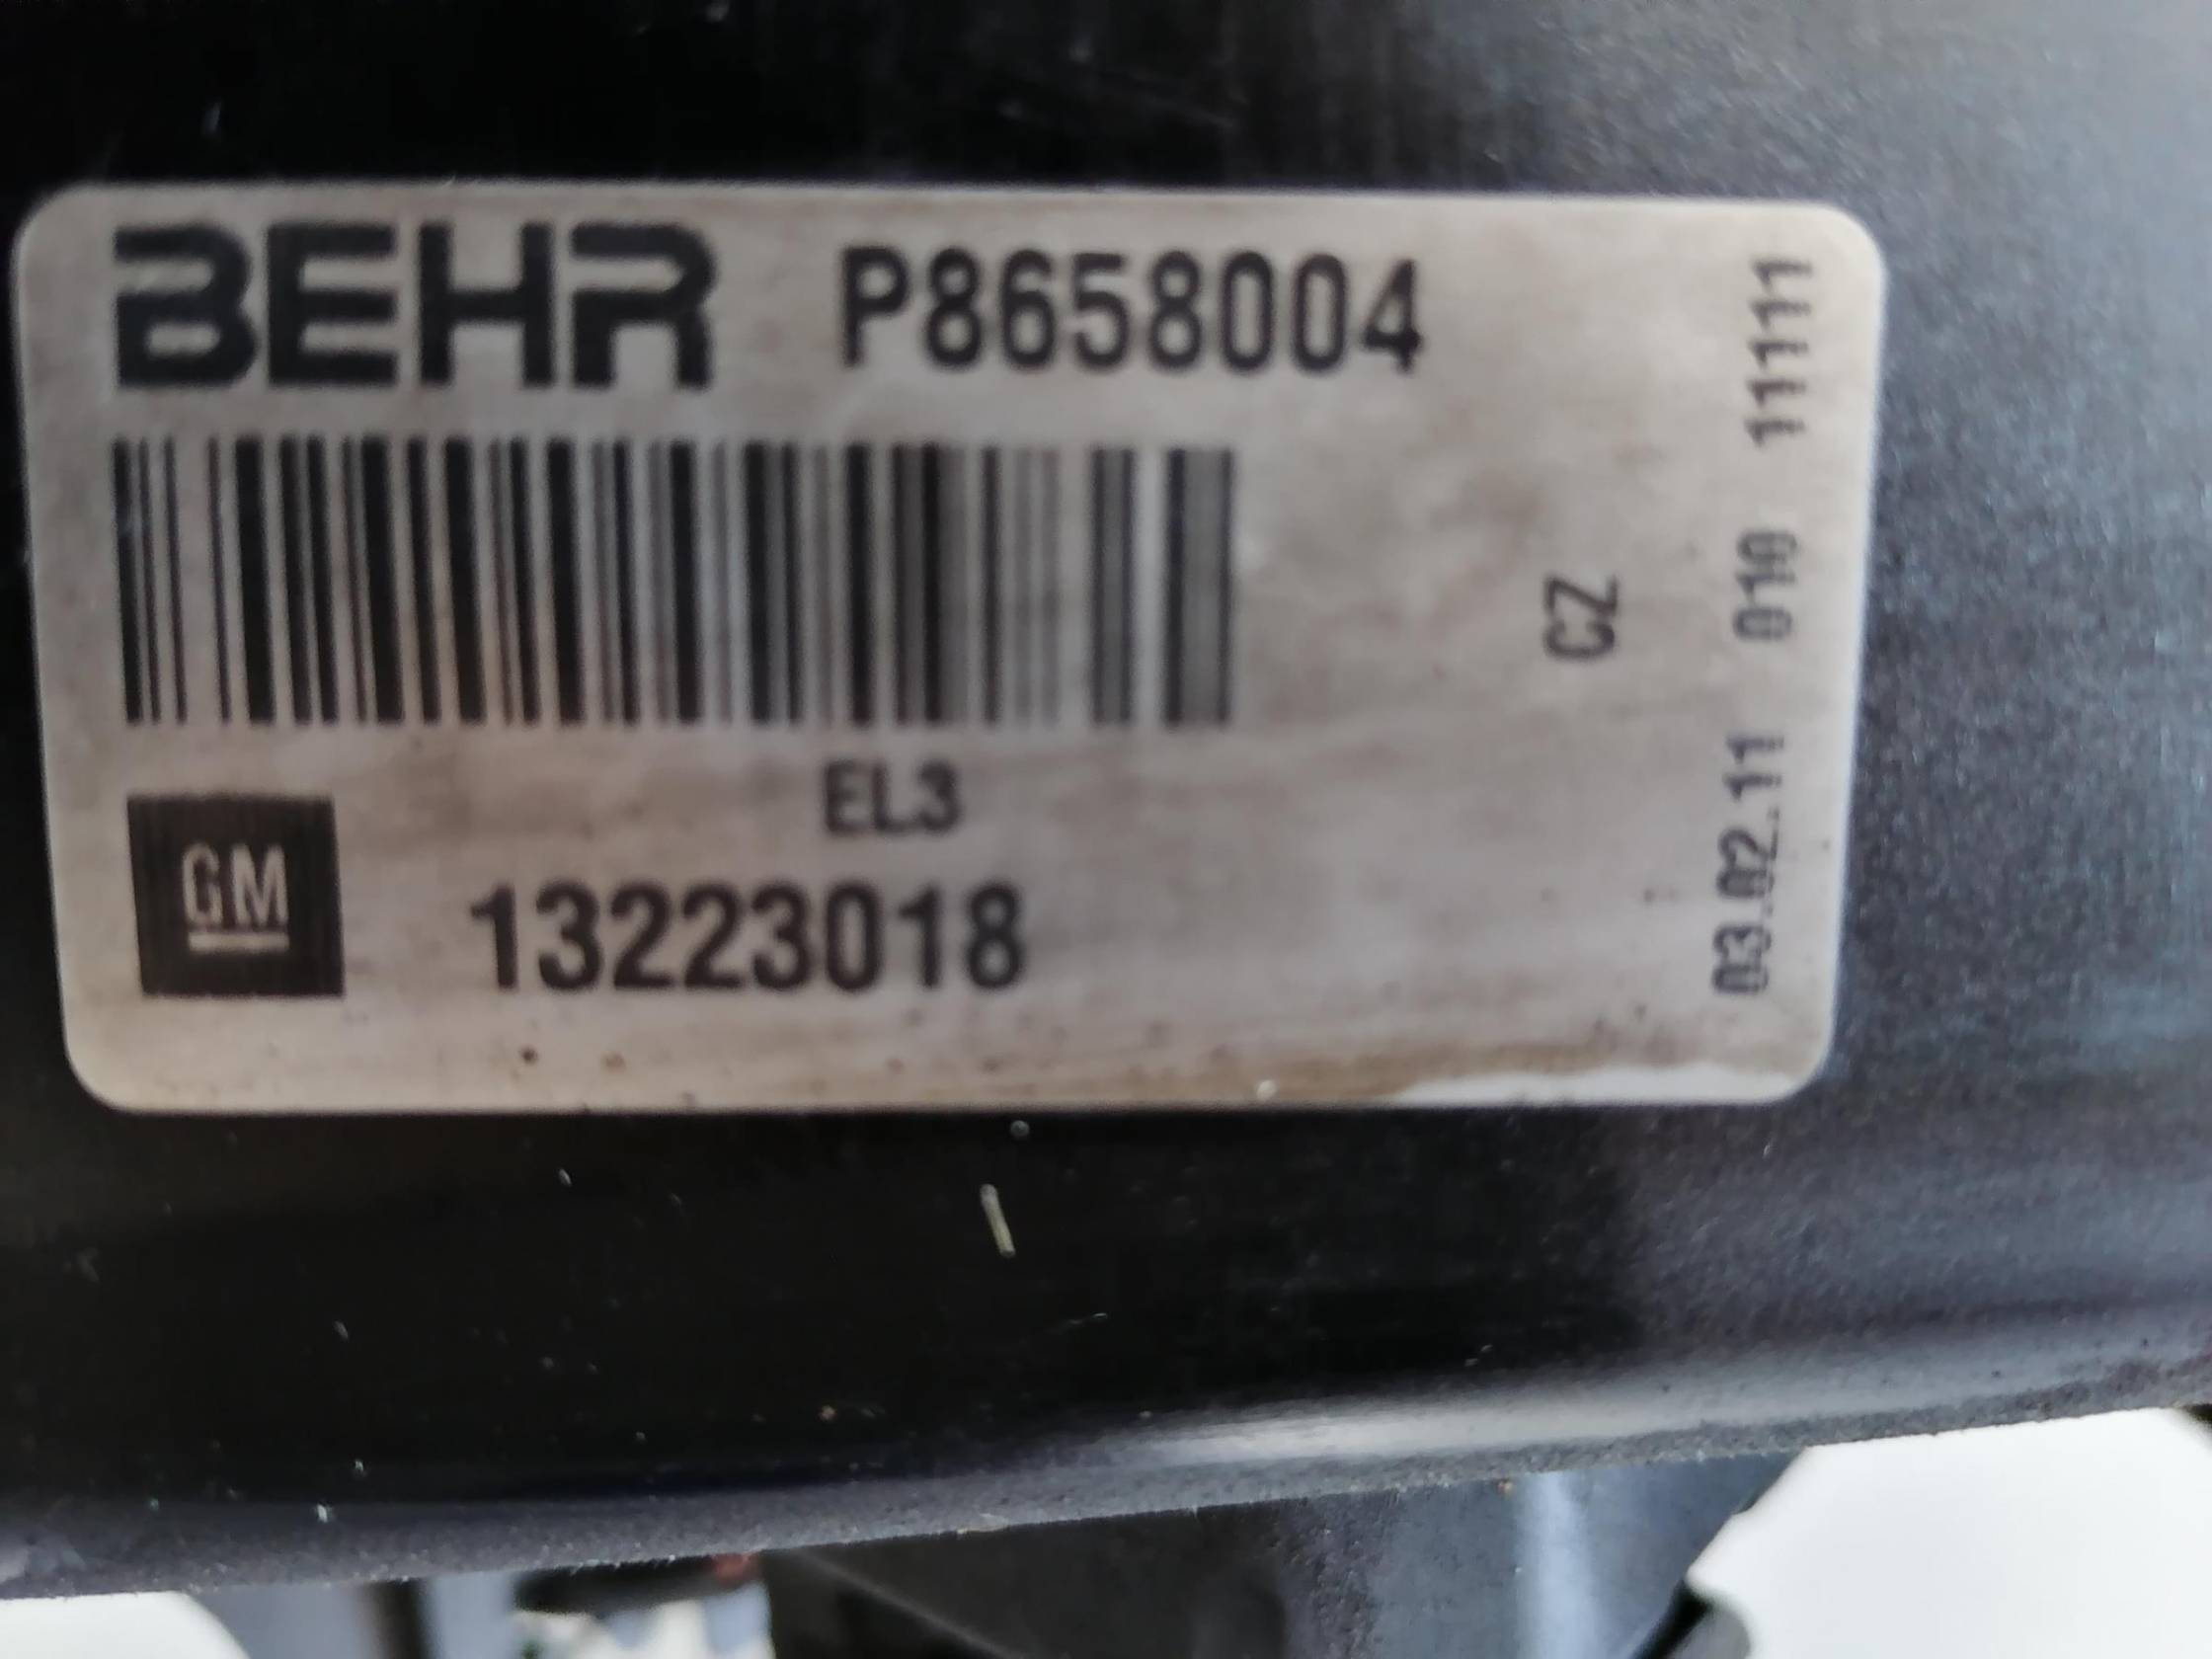 BEHR P8658004
EL3
GM 13223018
CZ
03.02.11 010 11111